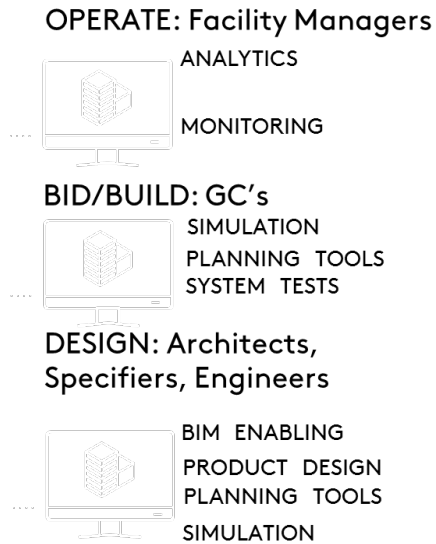 OPERATE: Facility Managers
ANALYTICS
MONITORING
BID/BUILD: GC's
SIMULATION
PLANNING TOOLS
SYSTEM TESTS
DESIGN: Architects,
Specifiers, Engineers
BIM ENABLING
PRODUCT DESIGN
PLANNING TOOLS
SIMULATION